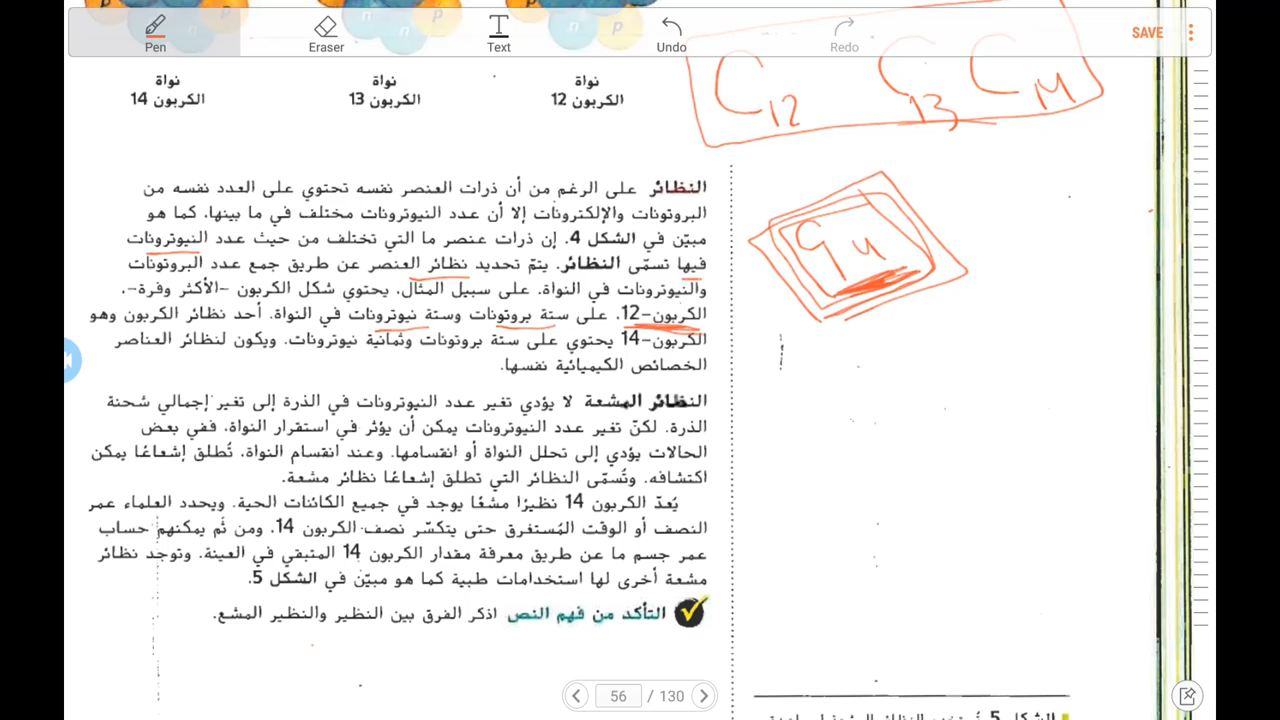 p n p n p
Pen Eraser Text Undo Redo SAVE
نواة الكربون 12
نواة الكربون 13
نواة الكربون 14
C12 C13 C14
النظائر على الرغم من أن ذرات العنصر نفسه تحتوي على العدد نفسه من
البروتونات والإلكترونات إلا أن عدد النيوترونات مختلف في ما بينها، كما هو
مبيّن في الشكل 4. إن ذرات عنصر ما التي تختلف من حيث عدد النيوترونات
فيها تسمّى النظائر. يتمّ تحديد نظائر العنصر عن طريق جمع عدد البروتونات
والنيوترونات في النواة. على سبيل المثال، يحتوي شكل الكربون -الأكثر وفرة-،
الكربون-12، على ستة بروتونات وستة نيوترونات في النواة. أحد نظائر الكربون وهو
الكربون-14 يحتوي على ستة بروتونات وثمانية نيوترونات. ويكون لنظائر العناصر
الخصائص الكيميائية نفسها.
النظائر المشعة لا يؤدي تغير عدد النيوترونات في الذرة إلى تغير إجمالي شحنة
الذرة. لكنّ تغير عدد النيوترونات يمكن أن يؤثر في استقرار النواة، ففي بعض
الحالات يؤدي إلى تحلل النواة أو انقسامها. وعند انقسام النواة، تُطلق إشعاعًا يمكن
اكتشافه. وتُسمّى النظائر التي تطلق إشعاعًا نظائر مشعة.
يُعدّ الكربون 14 نظيرًا مشعًا يوجد في جميع الكائنات الحية. ويحدد العلماء عمر
النصف أو الوقت المُستغرق حتى يتكسّر نصف الكربون 14، ومن ثم يمكنهم حساب
عمر جسم ما عن طريق معرفة مقدار الكربون 14 المتبقي في العينة. وتوجد نظائر
مشعة أخرى لها استخدامات طبية كما هو مبيّن في الشكل 5.
التأكد من فهم النص اذكر الفرق بين النظير والنظير المشع.
56 / 130